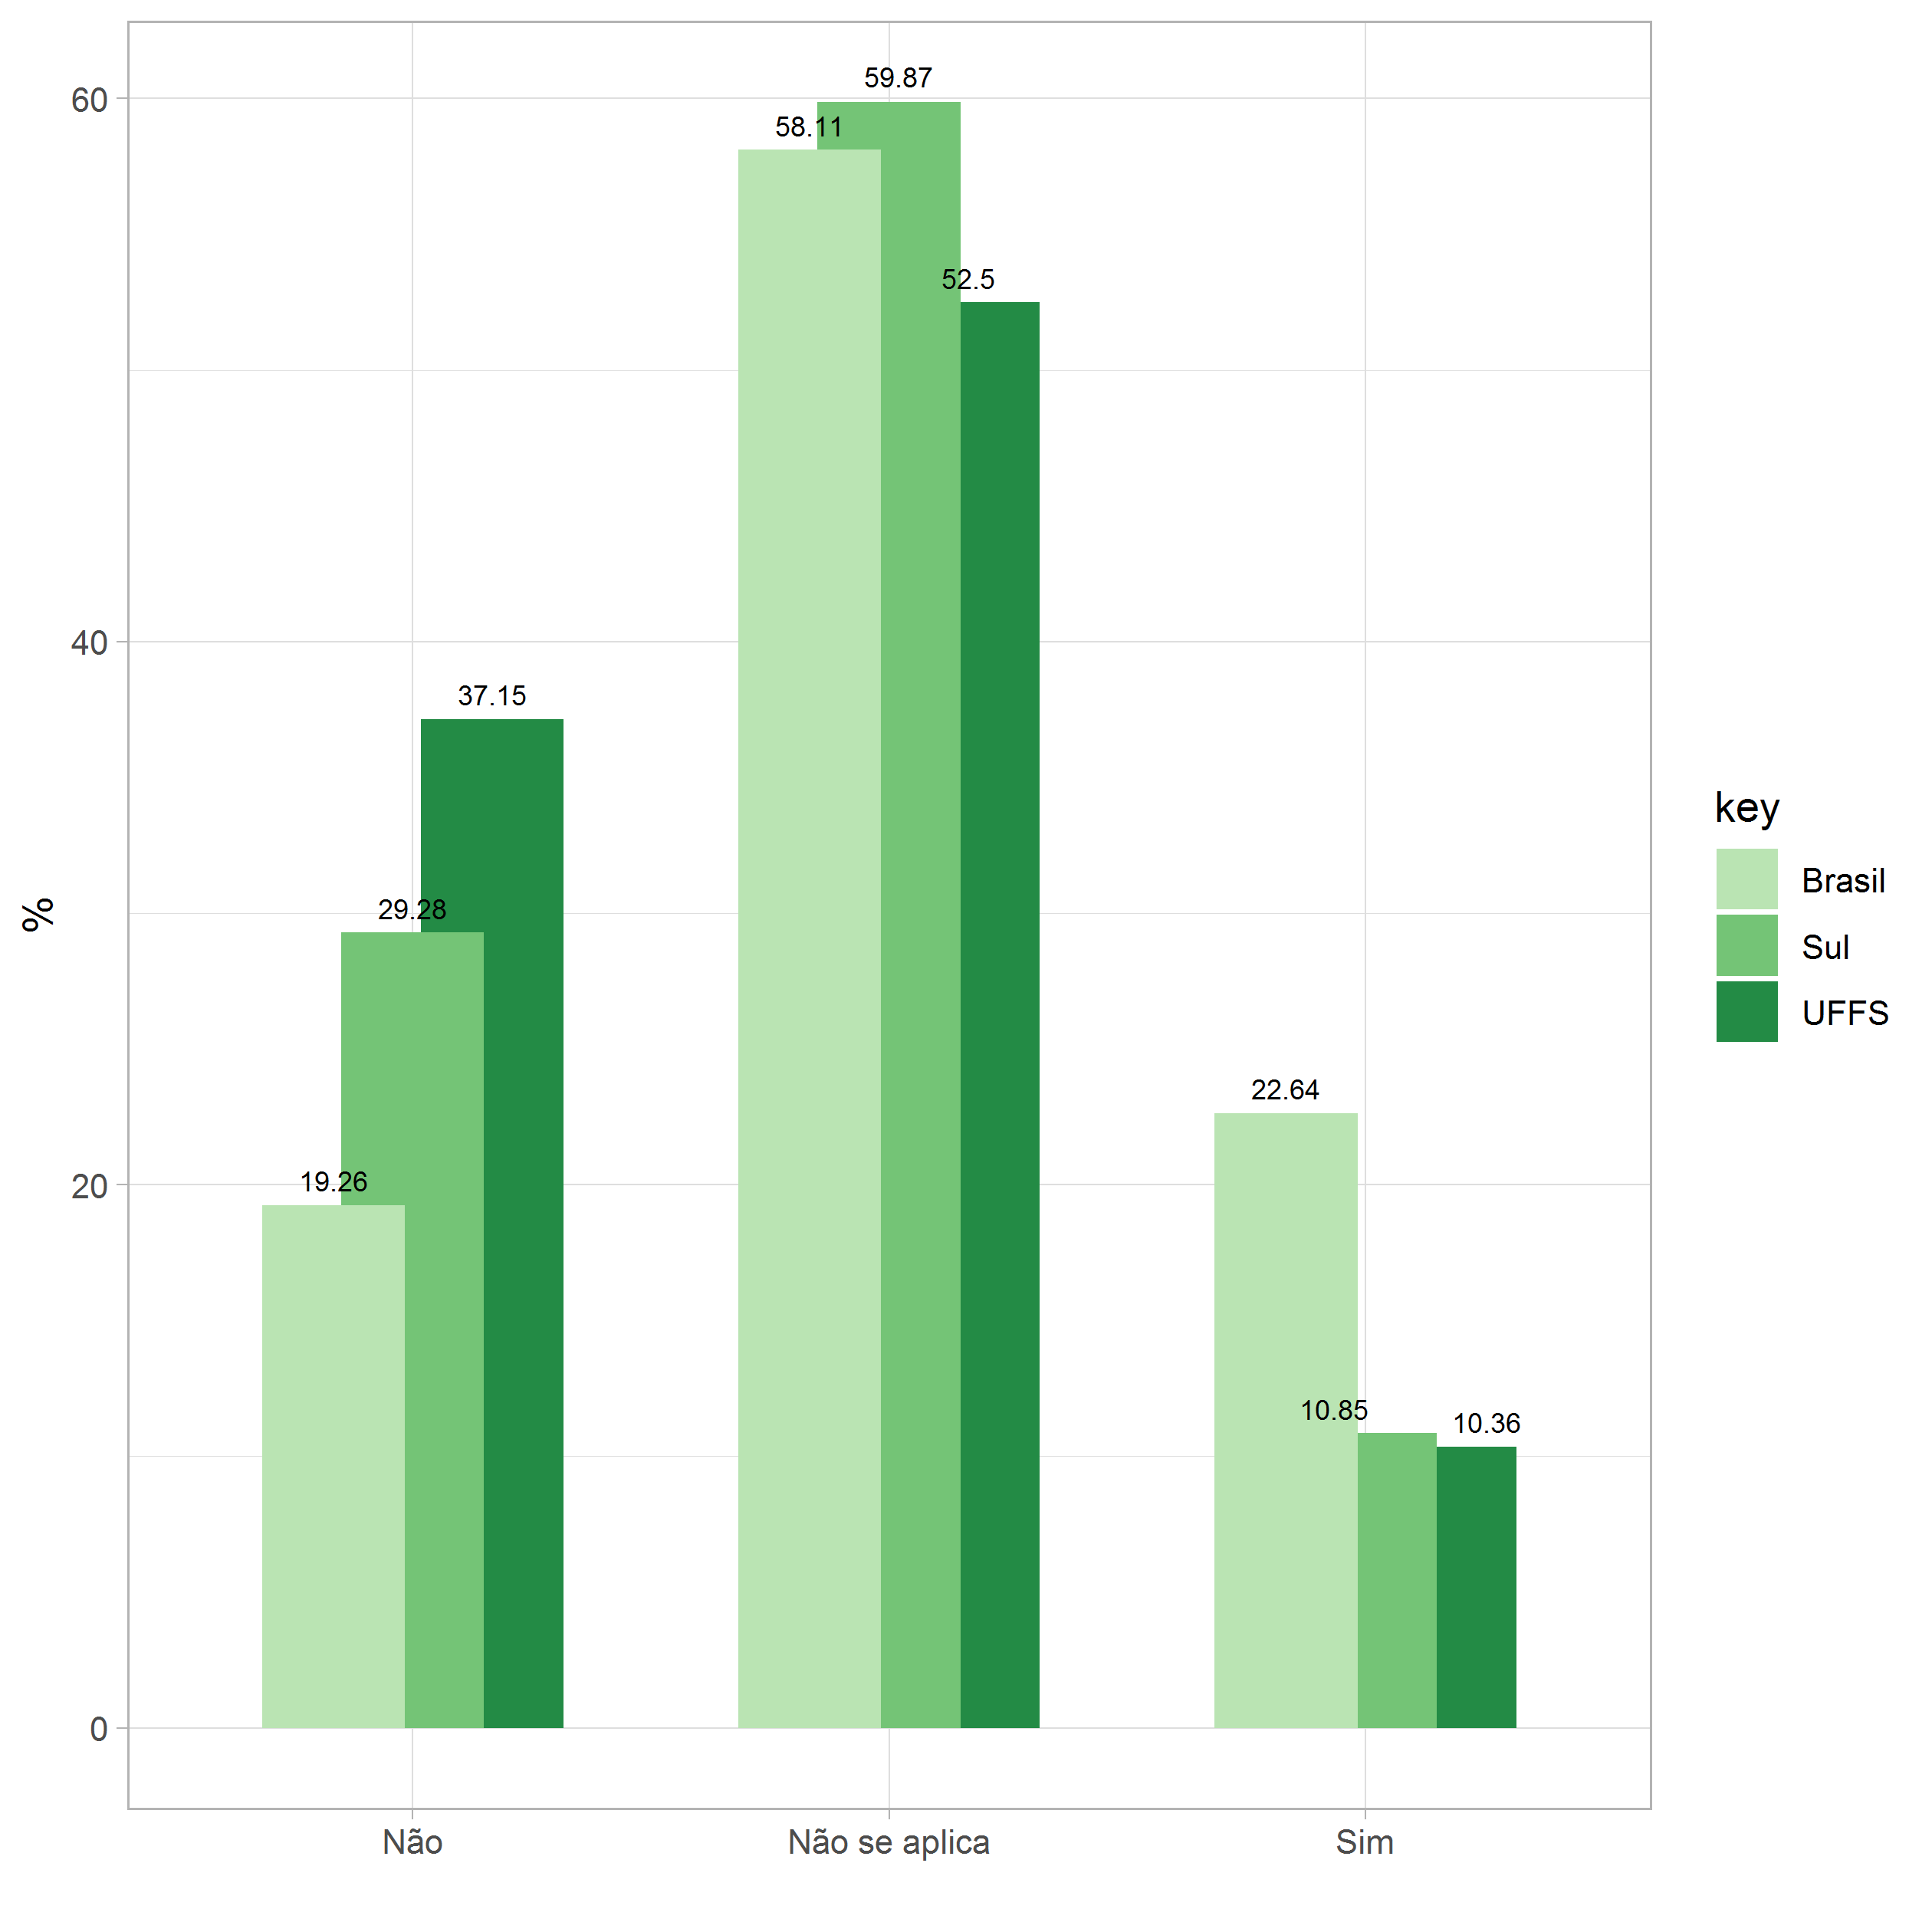 60
40
20
0
%
59.87
58.11
52.5
37.15
29.28
19.26
22.64
10.85
10.36
Não
Não se aplica
Sim
key
Brasil
Sul
UFFS